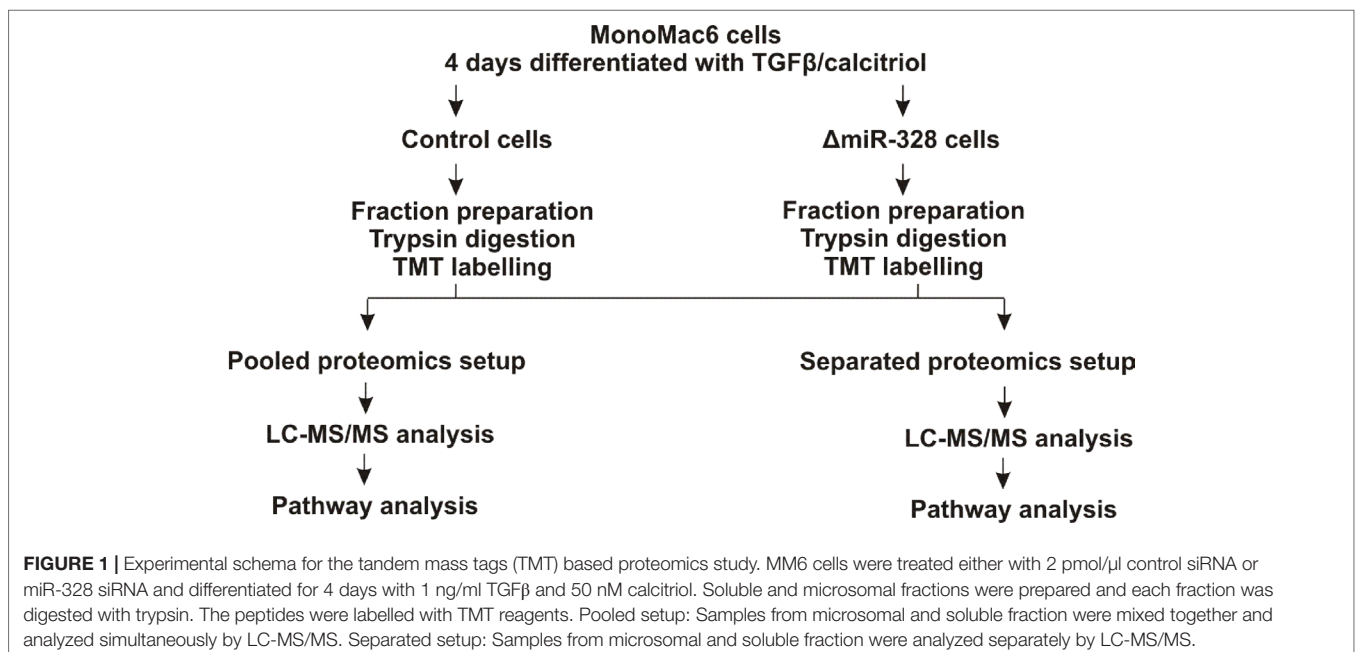 MonoMac6 cells
4 days differentiated with TGFβ/calcitriol
Control cells
ΔmiR-328 cells
Fraction preparation
Trypsin digestion
TMT labelling
Fraction preparation
Trypsin digestion
TMT labelling
Pooled proteomics setup
Separated proteomics setup
LC-MS/MS analysis
LC-MS/MS analysis
Pathway analysis
Pathway analysis
FIGURE 1 | Experimental schema for the tandem mass tags (TMT) based proteomics study. MM6 cells were treated either with 2 pmol/µl control siRNA or
miR-328 siRNA and differentiated for 4 days with 1 ng/ml TGFβ and 50 nM calcitriol. Soluble and microsomal fractions were prepared and each fraction was
digested with trypsin. The peptides were labelled with TMT reagents. Pooled setup: Samples from microsomal and soluble fraction were mixed together and
analyzed simultaneously by LC-MS/MS. Separated setup: Samples from microsomal and soluble fraction were analyzed separately by LC-MS/MS.